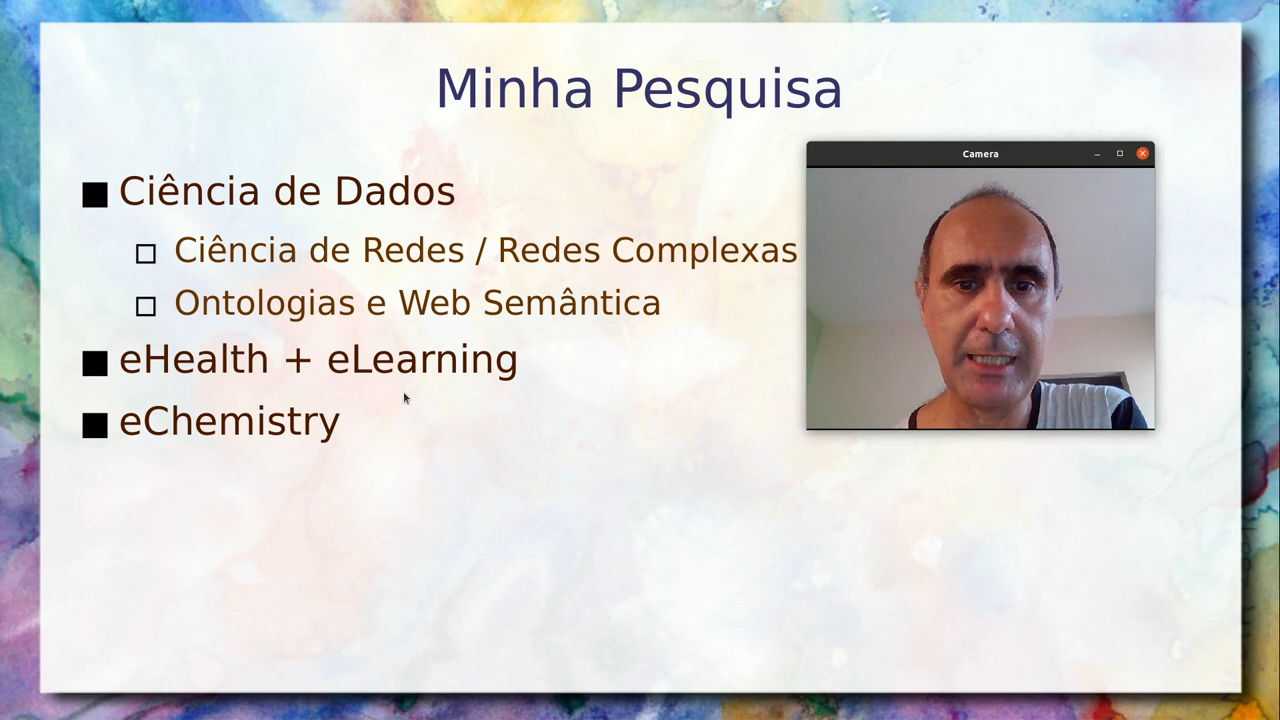 Minha Pesquisa
Ciência de Dados
Ciência de Redes / Redes Complexas
Ontologias e Web Semântica
eHealth + eLearning
eChemistry
Camera